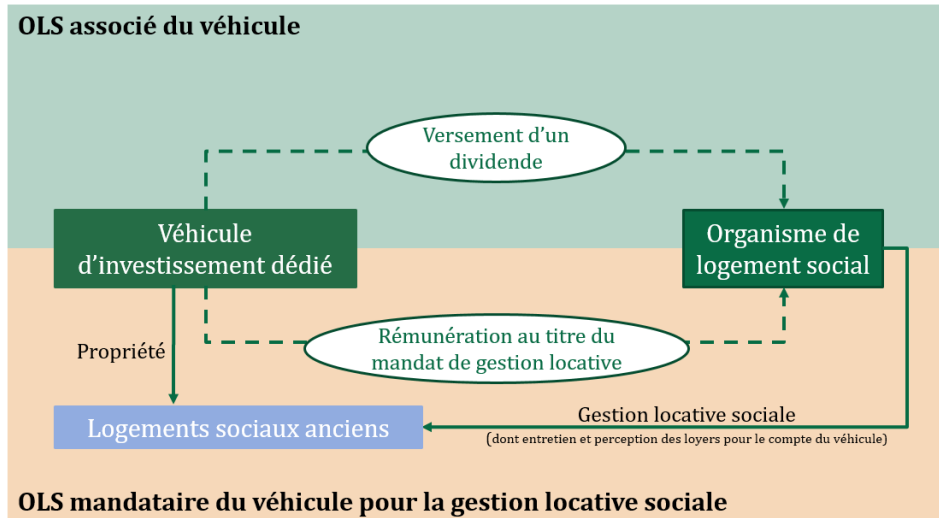 OLS associé du véhicule
Versement d’un
dividende
Véhicule
d’investissement dédié
Organisme de
logement social
Rémunération au titre du
mandat de gestion locative
Propriété
Logements sociaux anciens
Gestion locative sociale
(dont entretien et perception des loyers pour le compte du véhicule)
OLS mandataire du véhicule pour la gestion locative sociale